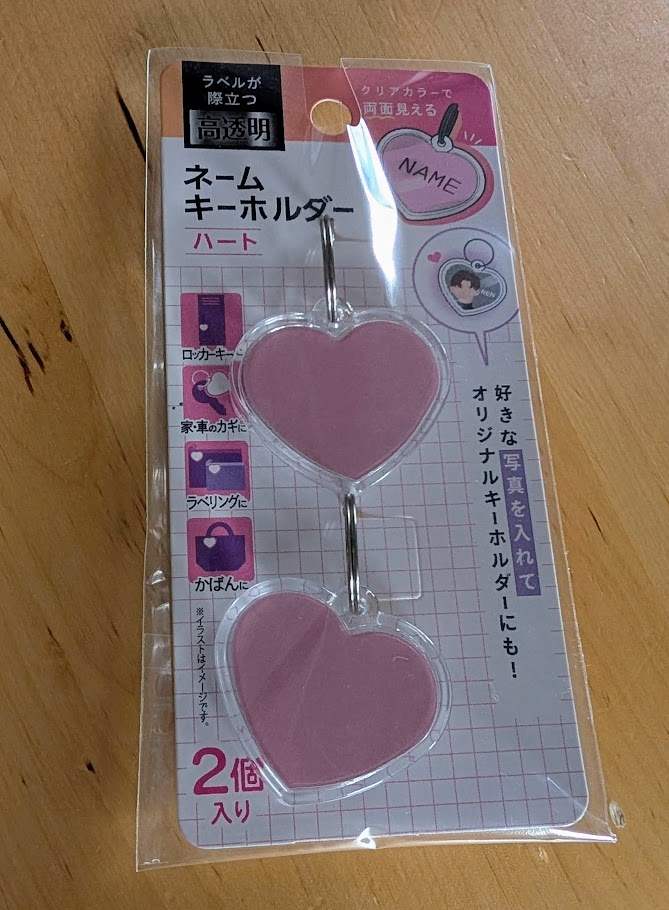 ラベルが
際立つ
高透明
クリアカラーで
両面見える
NAME
ネーム
キーホルダー
ハート
ロッカーキーに
家・車のカギに
ラベリングに
かばんに
好きな写真を入れて
オリジナルキーホルダーにも!
※イラストはイメージです。
2個
入り